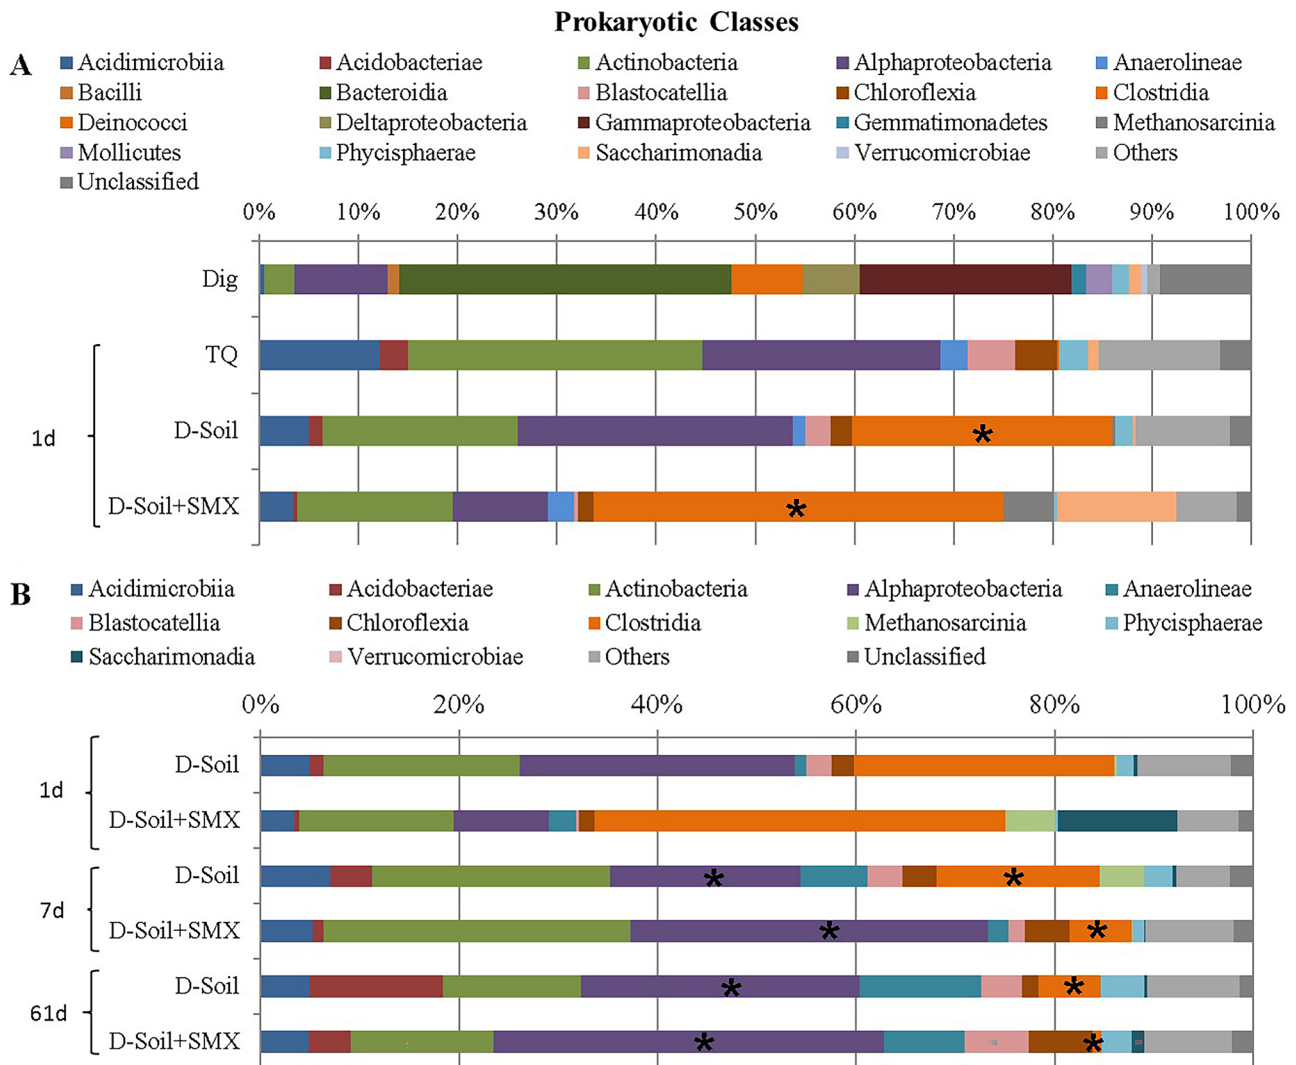 Prokaryotic Classes
A
Acidimicrobiia Acidobacteriae Actinobacteria Alphaproteobacteria Anaerolineae
Bacilli Bacteroidia Blastocatellia Chloroflexia Clostridia
Deinococci Deltaproteobacteria Gammaproteobacteria Gemmatimonadetes Methanosarcinia
Mollicutes Phycisphaerae Saccharimonadia Verrucomicrobiae Others
Unclassified
0% 10% 20% 30% 40% 50% 60% 70% 80% 90% 100%
Dig
TQ
1d
D-Soil *
D-Soil+SMX *
B
Acidimicrobiia Acidobacteriae Actinobacteria Alphaproteobacteria Anaerolineae
Blastocatellia Chloroflexia Clostridia Methanosarcinia Phycisphaerae
Saccharimonadia Verrucomicrobiae Others Unclassified
0% 20% 40% 60% 80% 100%
1d
D-Soil
D-Soil+SMX
7d
D-Soil * *
D-Soil+SMX * *
61d
D-Soil * *
D-Soil+SMX * *